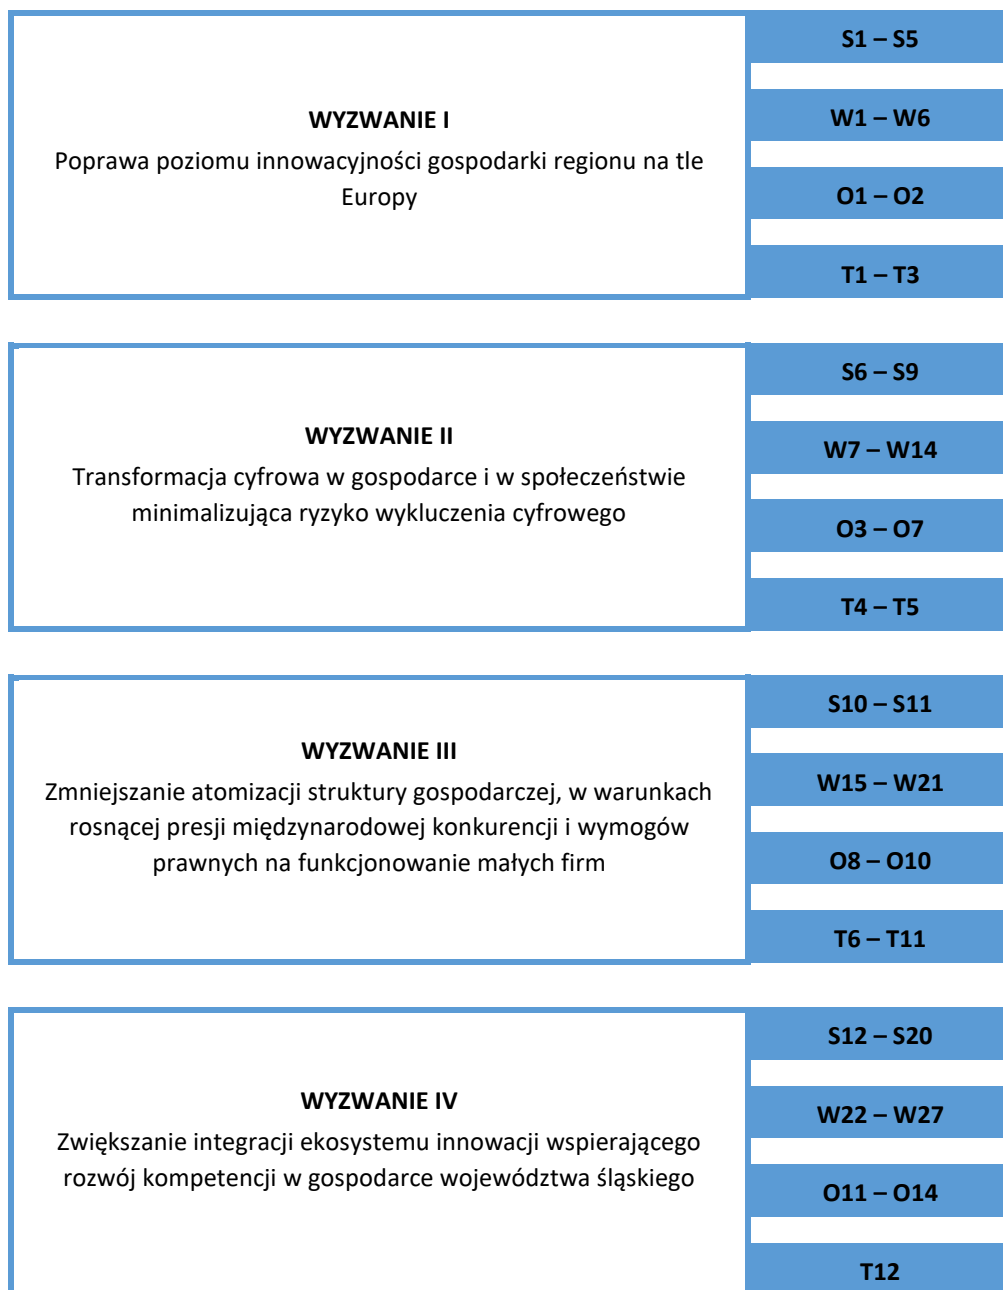 WYZWANIE I
Poprawa poziomu innowacyjności gospodarki regionu na tle
Europy
S1 – S5
W1 – W6
O1 – O2
T1 – T3
WYZWANIE II
Transformacja cyfrowa w gospodarce i w społeczeństwie
minimalizująca ryzyko wykluczenia cyfrowego
S6 – S9
W7 – W14
O3 – O7
T4 – T5
WYZWANIE III
Zmniejszanie atomizacji struktury gospodarczej, w warunkach
rosnącej presji międzynarodowej konkurencji i wymogów
prawnych na funkcjonowanie małych firm
S10 – S11
W15 – W21
O8 – O10
T6 – T11
WYZWANIE IV
Zwiększanie integracji ekosystemu innowacji wspierającego
rozwój kompetencji w gospodarce województwa śląskiego
S12 – S20
W22 – W27
O11 – O14
T12